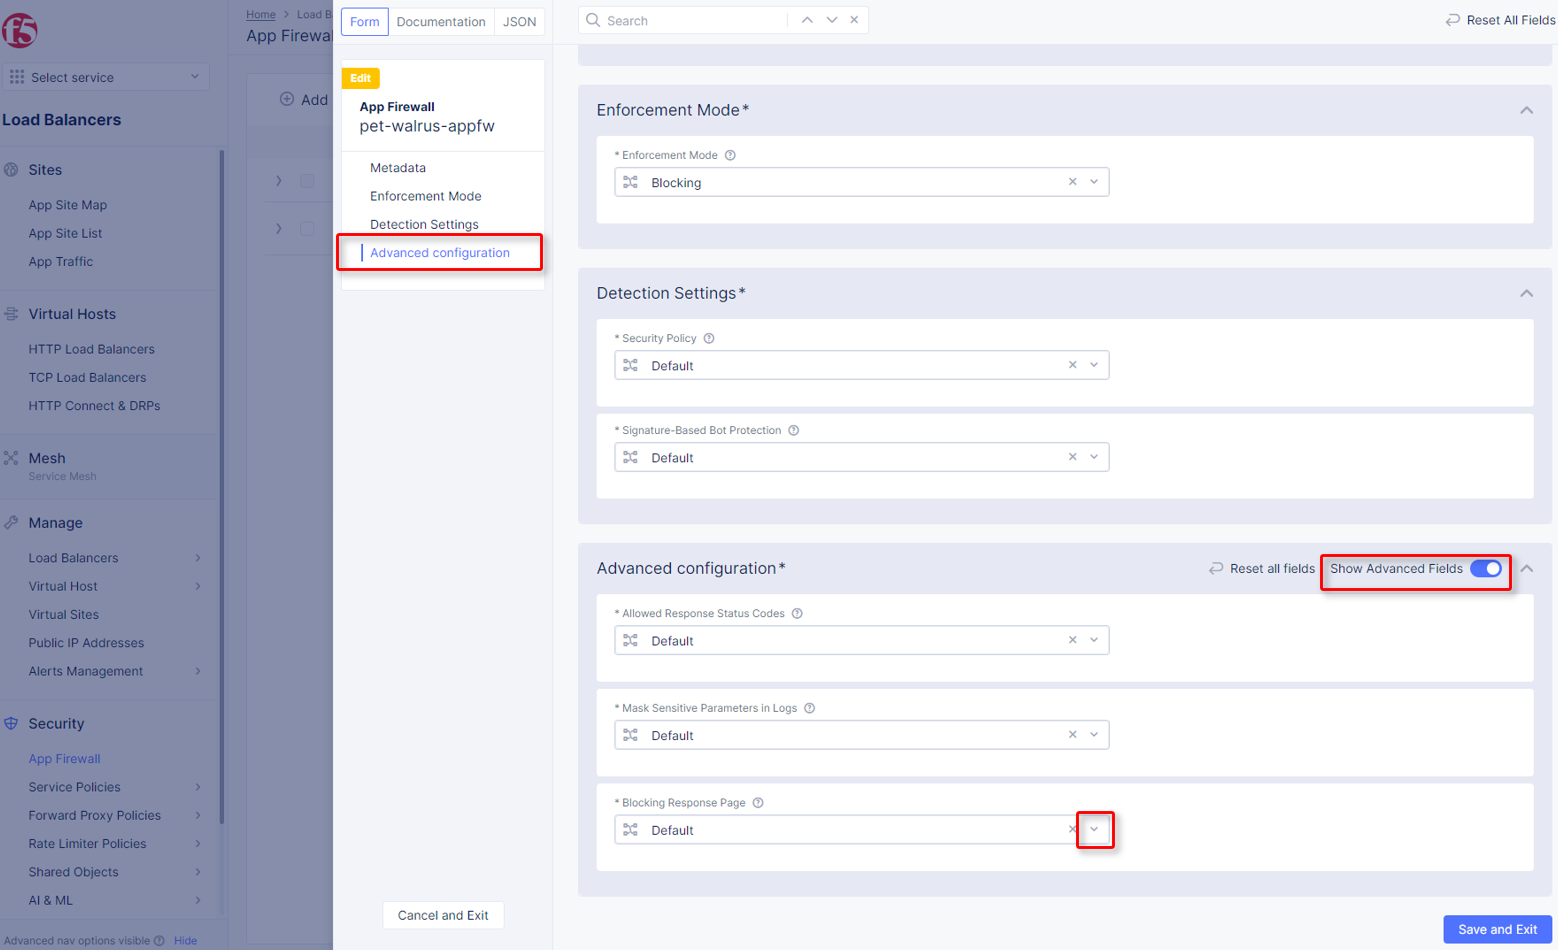 f5
Select service
Load Balancers
Sites
App Site Map
App Site List
App Traffic
Virtual Hosts
HTTP Load Balancers
TCP Load Balancers
HTTP Connect & DRPs
Mesh
Service Mesh
Manage
Load Balancers
Virtual Host
Virtual Sites
Public IP Addresses
Alerts Management
Security
App Firewall
Service Policies
Forward Proxy Policies
Rate Limiter Policies
Shared Objects
AI & ML
Advanced nav options visible Hide
Home > Load B
App Firewal
Add
Form Documentation JSON
Edit
App Firewall
pet-walrus-appfw
Metadata
Enforcement Mode
Detection Settings
Advanced configuration
Cancel and Exit
Search
Reset All Fields
Enforcement Mode*
* Enforcement Mode
Blocking
Detection Settings*
* Security Policy
Default
* Signature-Based Bot Protection
Default
Advanced configuration* Reset all fields Show Advanced Fields
* Allowed Response Status Codes
Default
* Mask Sensitive Parameters in Logs
Default
* Blocking Response Page
Default
Save and Exit